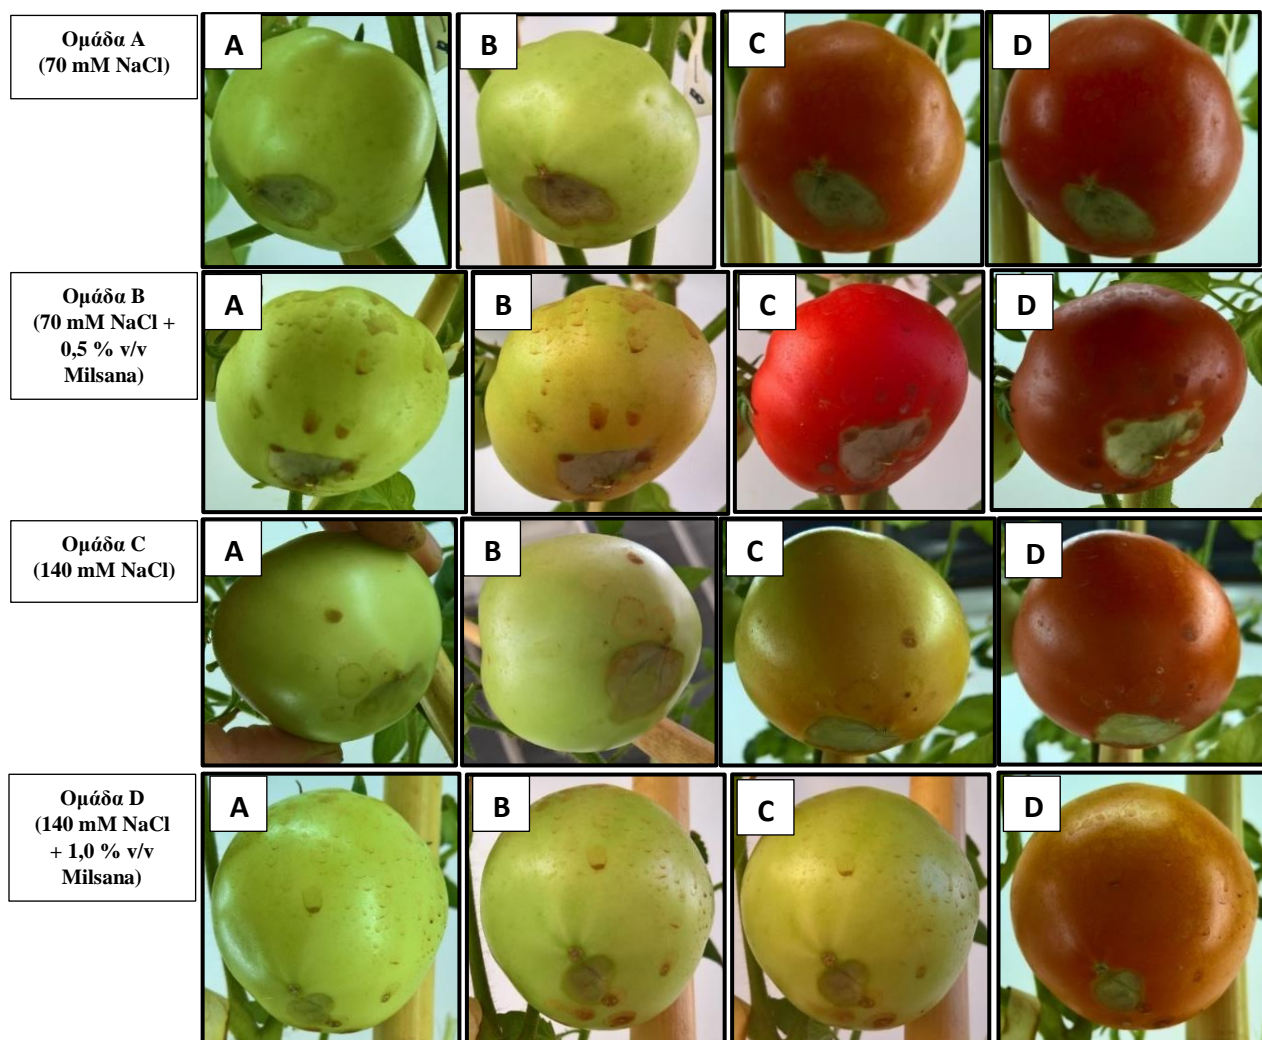 Ομάδα Α
(70 mM NaCl)
A
B
C
D
Ομάδα Β
(70 mM NaCl +
0,5 % v/v
Milsana)
A
B
C
D
Ομάδα C
(140 mM NaCl)
A
B
C
D
Ομάδα D
(140 mM NaCl
+ 1,0 % v/v
Milsana)
A
B
C
D